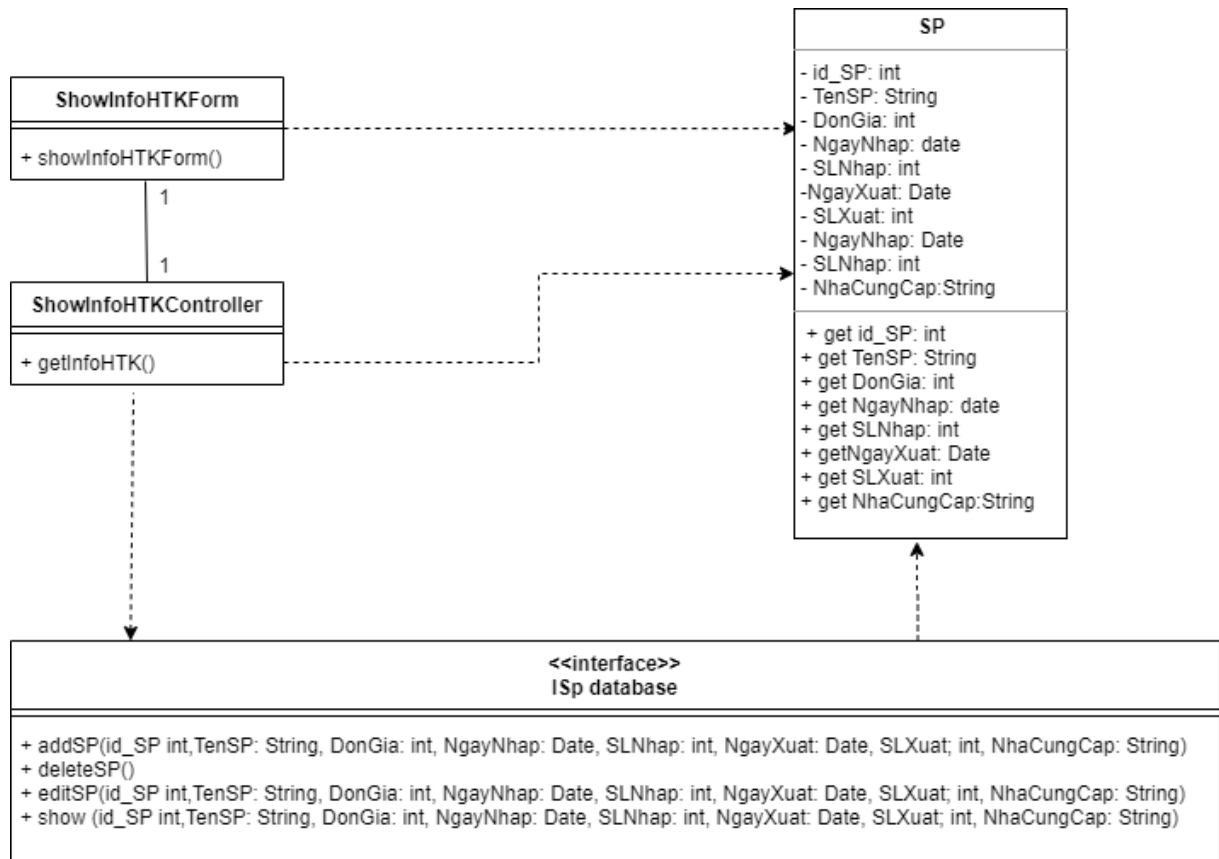 ShowInfoHTKForm
+ showInfoHTKForm()
1
1
ShowInfoHTKController
+ getInfoHTK()
SP
- id_SP: int
- TenSP: String
- DonGia: int
- NgayNhap: date
- SLNhap: int
-NgayXuat: Date
- SLXuat: int
- NgayNhap: Date
- SLNhap: int
- NhaCungCap:String
+ get id_SP: int
+ get TenSP: String
+ get DonGia: int
+ get NgayNhap: date
+ get SLNhap: int
+ getNgayXuat: Date
+ get SLXuat: int
+ get NhaCungCap:String
<<interface>>
ISp database
+ addSP(id_SP int,TenSP: String, DonGia: int, NgayNhap: Date, SLNhap: int, NgayXuat: Date, SLXuat; int, NhaCungCap: String)
+ deleteSP()
+ editSP(id_SP int,TenSP: String, DonGia: int, NgayNhap: Date, SLNhap: int, NgayXuat: Date, SLXuat; int, NhaCungCap: String)
+ show (id_SP int,TenSP: String, DonGia: int, NgayNhap: Date, SLNhap: int, NgayXuat: Date, SLXuat; int, NhaCungCap: String)